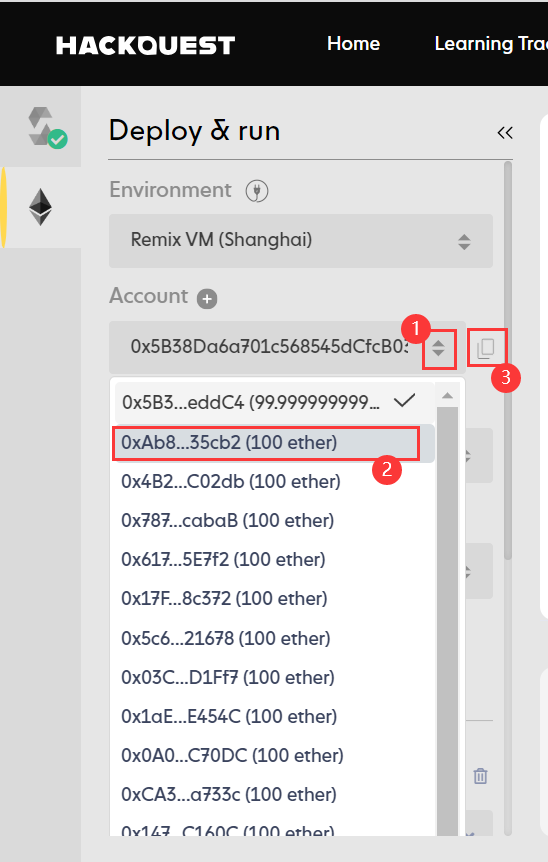 HACKQUEST
Home
Learning Tra
Deploy & run
Environment
Remix VM (Shanghai)
Account
1
0x5B38Da6a701c568545dCfcB03
3
0x5B3...eddC4 (99.999999999...
0xAb8...35cb2 (100 ether)
2
0x4B2...C02db (100 ether)
0x787...cabaB (100 ether)
0x617...5E7f2 (100 ether)
0x17F...8c372 (100 ether)
0x5c6...21678 (100 ether)
0x03C...D1Ff7 (100 ether)
0x1aE...E454C (100 ether)
0x0A0...C70DC (100 ether)
0xCA3...a733c (100 ether)
0x147...C160C (100 ether)